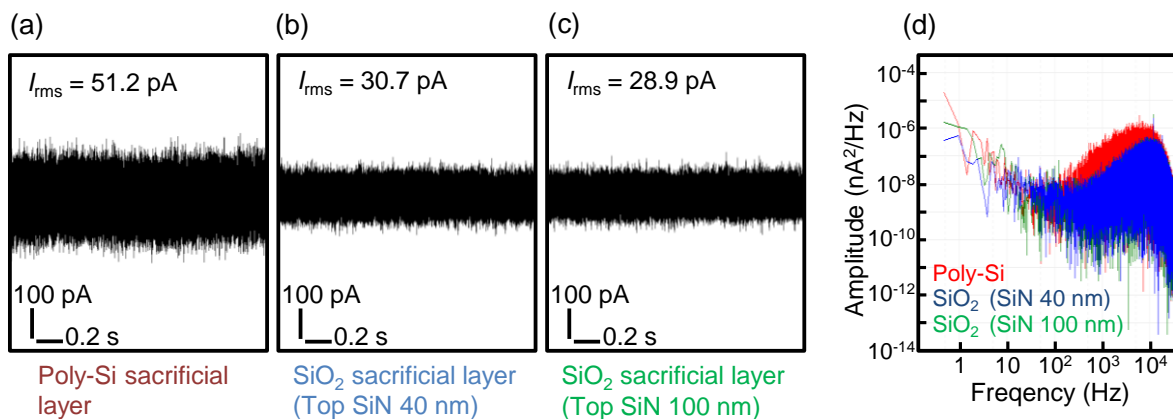 (a)
(b)
(c)
(d)
I_rms = 51.2 pA
I_rms = 30.7 pA
I_rms = 28.9 pA
100 pA
0.2 s
100 pA
0.2 s
100 pA
0.2 s
Poly-Si sacrificial
layer
SiO₂ sacrificial layer
(Top SiN 40 nm)
SiO₂ sacrificial layer
(Top SiN 100 nm)
Amplitude (nA²/Hz)
10⁻⁴
10⁻⁶
10⁻⁸
10⁻¹⁰
10⁻¹²
10⁻¹⁴
Poly-Si
SiO₂ (SiN 40 nm)
SiO₂ (SiN 100 nm)
1
10
10²
10³
10⁴
Freqency (Hz)